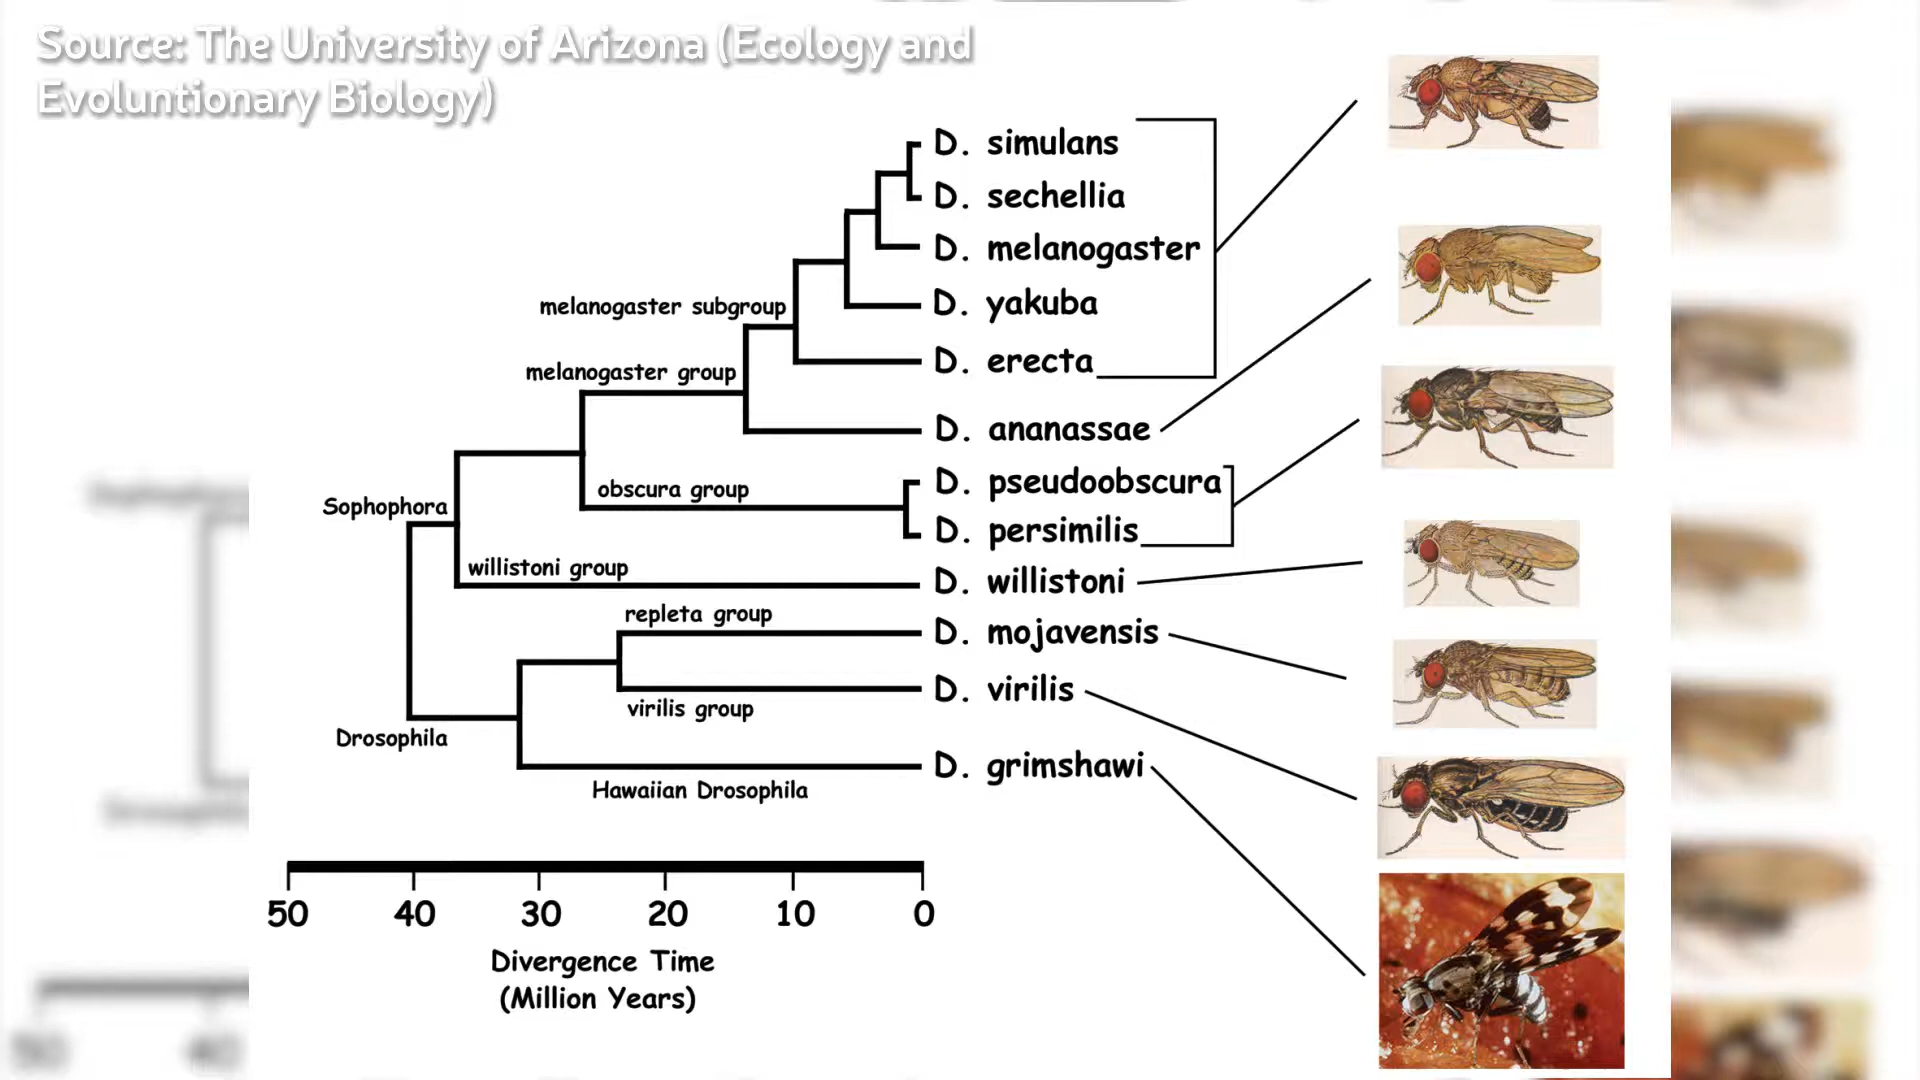 Source: The University of Arizona (Ecology and
Evoluntionary Biology)
D. simulans
D. sechellia
D. melanogaster
melanogaster subgroup
D. yakuba
D. erecta
melanogaster group
D. ananassae
obscura group
D. pseudoobscura
Sophophora
D. persimilis
willistoni group
D. willistoni
repleta group
D. mojavensis
D. virilis
virilis group
Drosophila
D. grimshawi
Hawaiian Drosophila
50 40 30 20 10 0
Divergence Time
(Million Years)